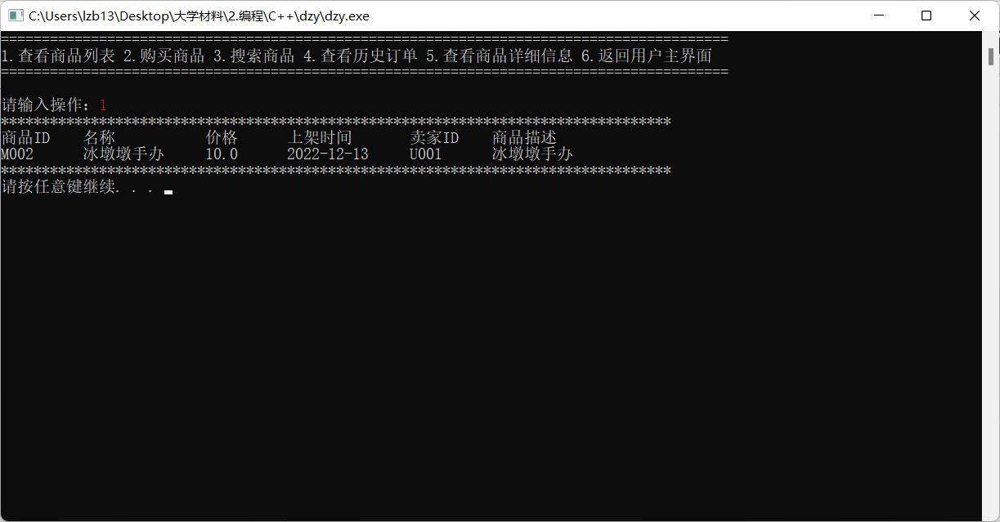 C:\Users\lzb13\Desktop\大学材料\2.编程\C++\dzy\dzy.exe
=========================================================================================
1.查看商品列表 2.购买商品 3.搜索商品 4.查看历史订单 5.查看商品详细信息 6.返回用户主界面
=========================================================================================
请输入操作：1
**********************************************************************************
商品ID    名称           价格      上架时间       卖家ID    商品描述
M002      冰墩墩手办     10.0      2022-12-13     U001      冰墩墩手办
**********************************************************************************
请按任意键继续. . .